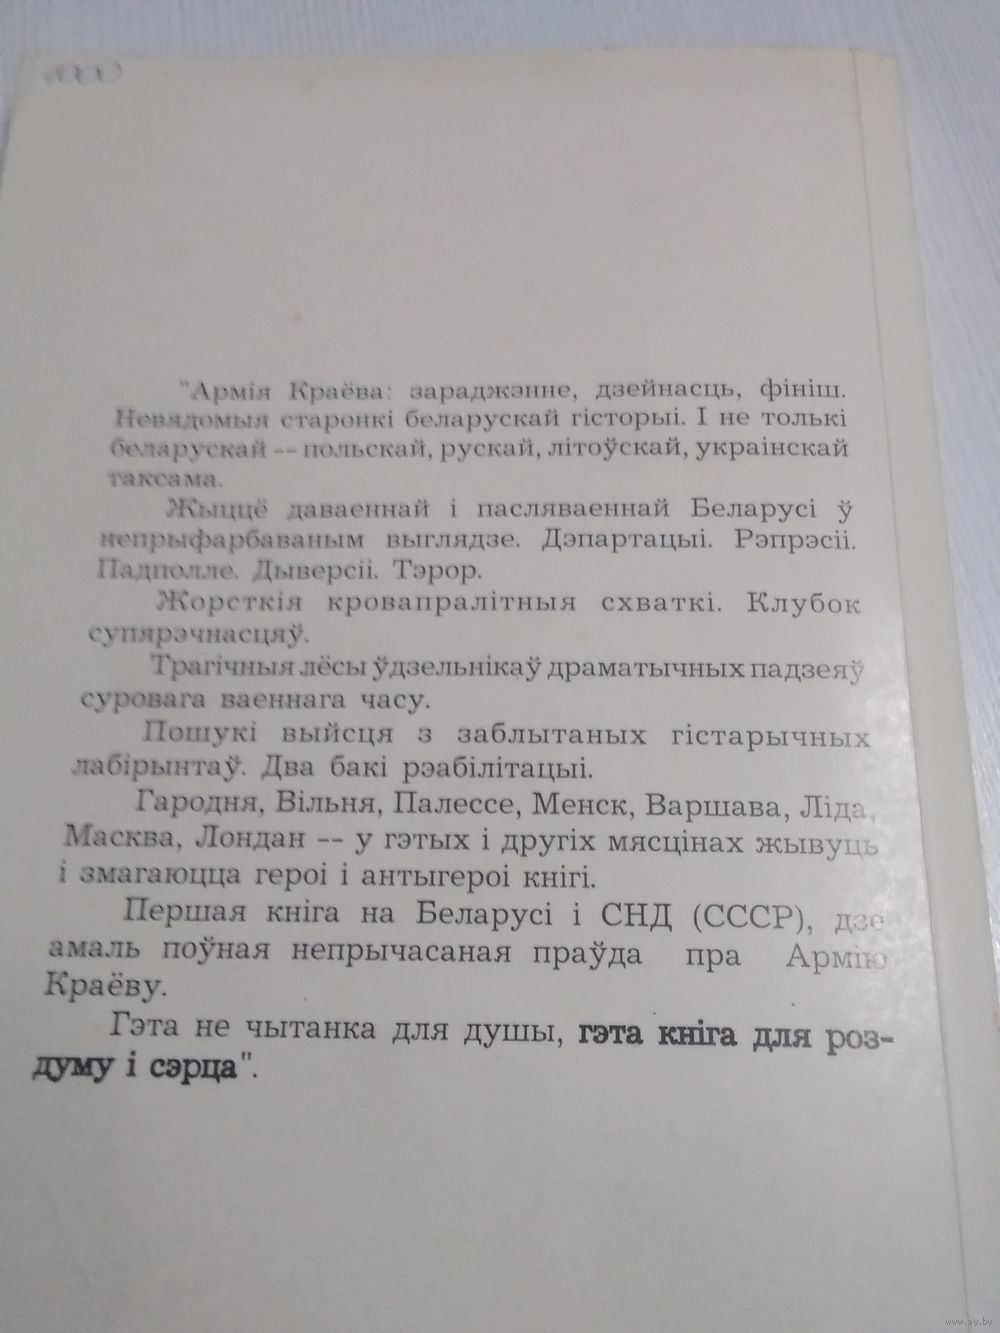 "Армія Краёва: зараджэнне, дзейнасць, фініш.
Невядомыя старонкі беларускай гісторыі. І не толькі
беларускай -- польскай, рускай, літоўскай, украінскай
таксама.
Жыццё даваеннай і пасляваеннай Беларусі ў
непрыфарбаваным выглядзе. Дэпартацыі. Рэпрэсіі.
Падполле. Дыверсіі. Тэрор.
Жорсткія кровапралітныя схваткі. Клубок
супярэчнасцяў.
Трагічныя лёсы ўдзельнікаў драматычных падзеяў
суровага ваеннага часу.
Пошукі выйсця з заблытаных гістарычных
лабірынтаў. Два бакі рэабілітацыі.
Гародня, Вільня, Палессе, Менск, Варшава, Ліда,
Масква, Лондан -- у гэтых і другіх мясцінах жывуць
і змагаюцца героі і антыгероі кнігі.
Першая кніга на Беларусі і СНД (СССР), дзе
амаль поўная непрычасаная праўда пра Армію
Краёву.
Гэта не чытанка для душы, гэта кніга для роз-
думу і сэрца".
www.ay.by